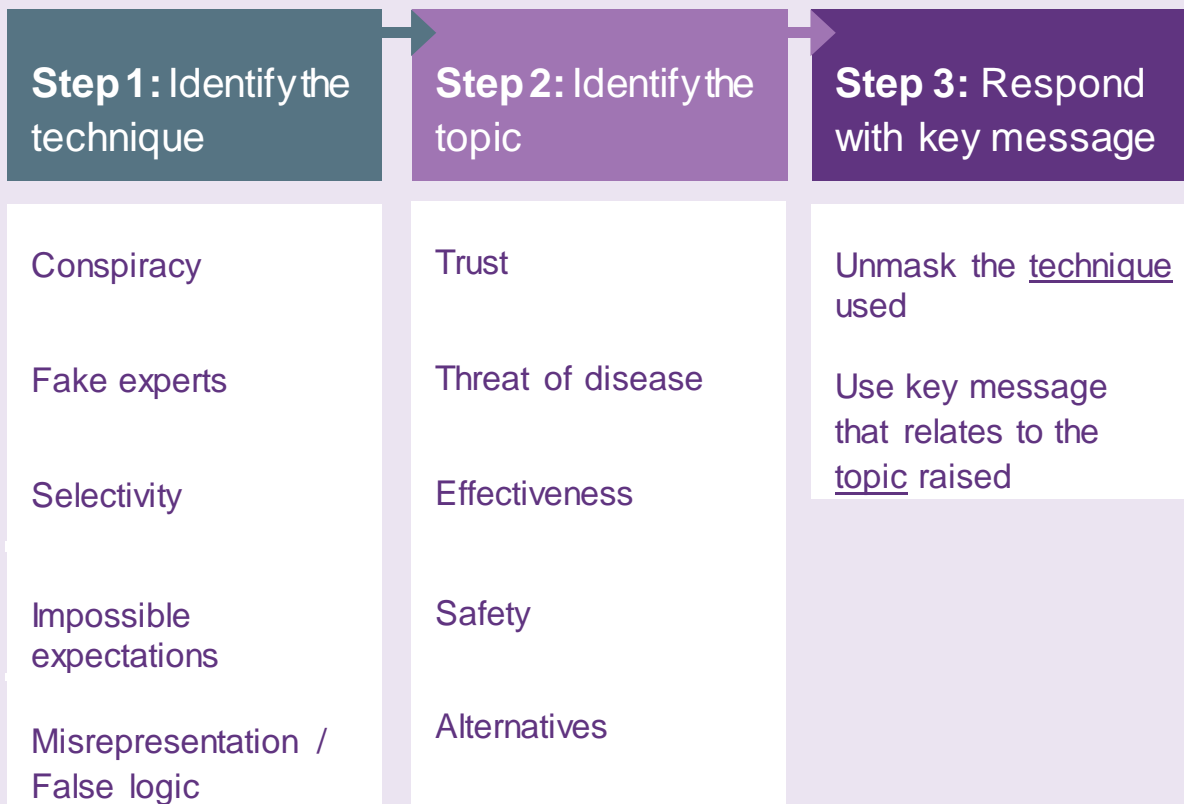 Step 1: Identify the
technique
Conspiracy
Fake experts
Selectivity
Impossible
expectations
Misrepresentation /
False logic
Step 2: Identify the
topic
Trust
Threat of disease
Effectiveness
Safety
Alternatives
Step 3: Respond
with key message
Unmask the technique
used
Use key message
that relates to the
topic raised